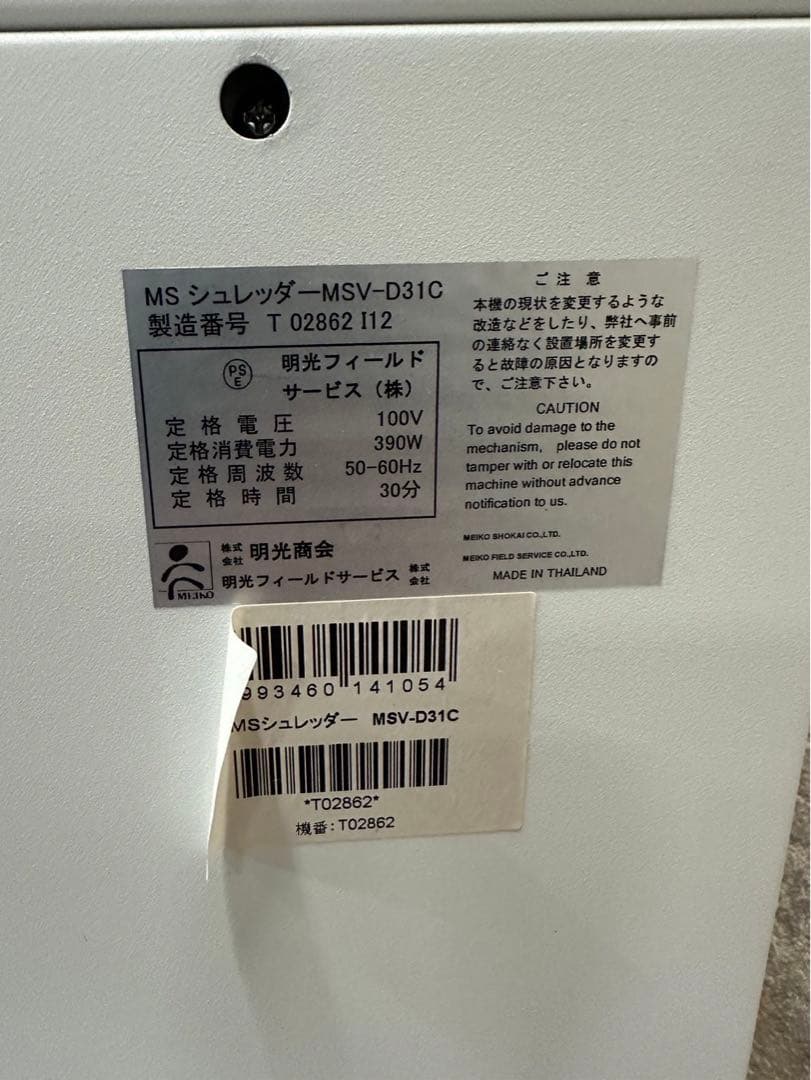 MS シュレッダーMSV-D31C
製造番号 T 02862 I12
PSE
明光フィールド
サービス（株）
定格電圧 100V
定格消費電力 390W
定格周波数 50-60Hz
定格時間 30分
MEIKO
株式会社 明光商会
明光フィールドサービス 株式会社
ご注意
本機の現状を変更するような
改造などをしたり、弊社へ事前
の連絡なく設置場所を変更す
ると故障の原因となりますの
で、ご注意下さい。
CAUTION
To avoid damage to the
mechanism, please do not
tamper with or relocate this
machine without advance
notification to us.
MEIKO SHOKAI CO.,LTD.
MEIKO FIELD SERVICE CO.,LTD.
MADE IN THAILAND
993460 141054
MSシュレッダー MSV-D31C
*T02862*
機番:T02862